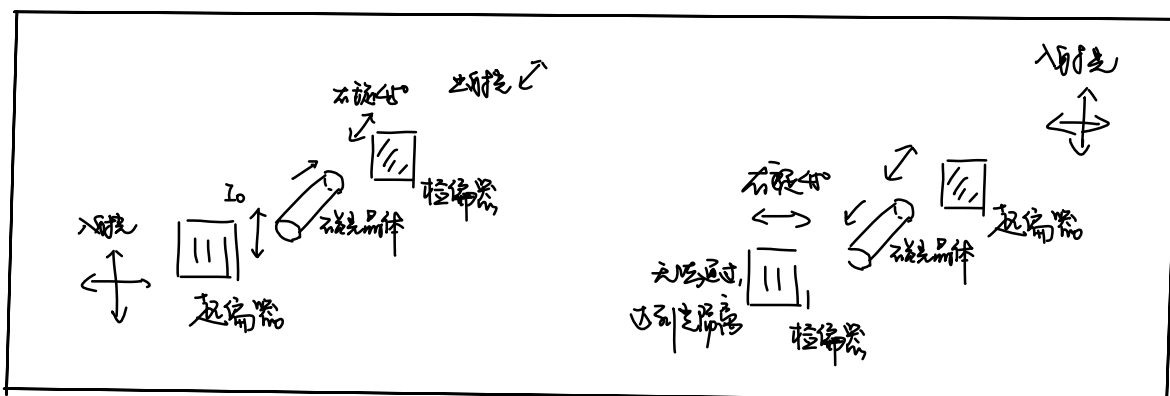 入射光
起偏器
I₀
磁光晶体
右旋45°
检偏器
出射光
无法通过,
达到光隔离
右旋45°
检偏器
磁光晶体
起偏器
入射光